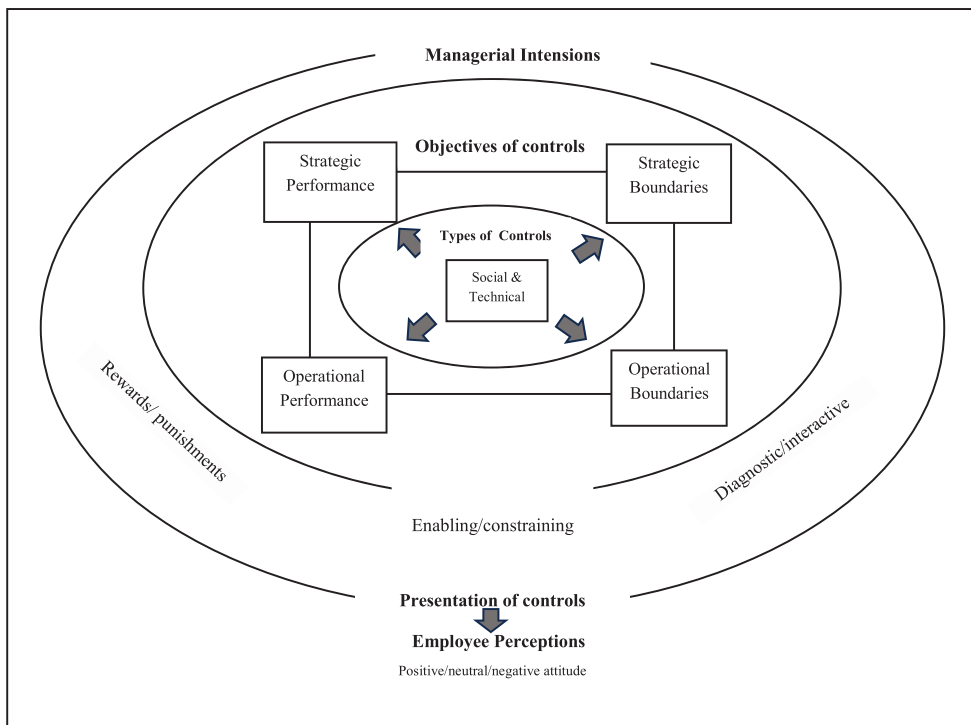 Managerial Intensions
Objectives of controls
Strategic
Performance
Strategic
Boundaries
Types of Controls
Social &
Technical
Operational
Performance
Operational
Boundaries
Rewards/ punishments
Diagnostic/interactive
Enabling/constraining
Presentation of controls
Employee Perceptions
Positive/neutral/negative attitude